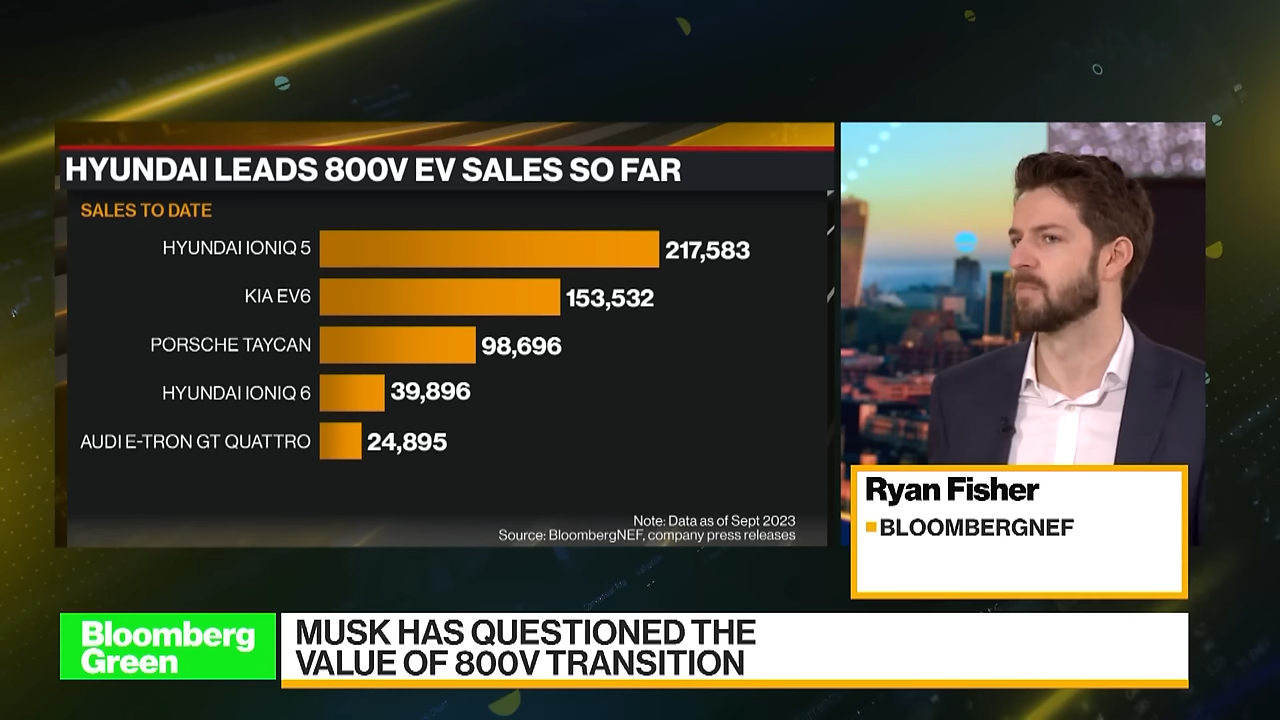 HYUNDAI LEADS 800V EV SALES SO FAR
SALES TO DATE
HYUNDAI IONIQ 5 217,583
KIA EV6 153,532
PORSCHE TAYCAN 98,696
HYUNDAI IONIQ 6 39,896
AUDI E-TRON GT QUATTRO 24,895
Note: Data as of Sept 2023
Source: BloombergNEF, company press releases
Ryan Fisher
BLOOMBERGNEF
Bloomberg
Green
MUSK HAS QUESTIONED THE
VALUE OF 800V TRANSITION